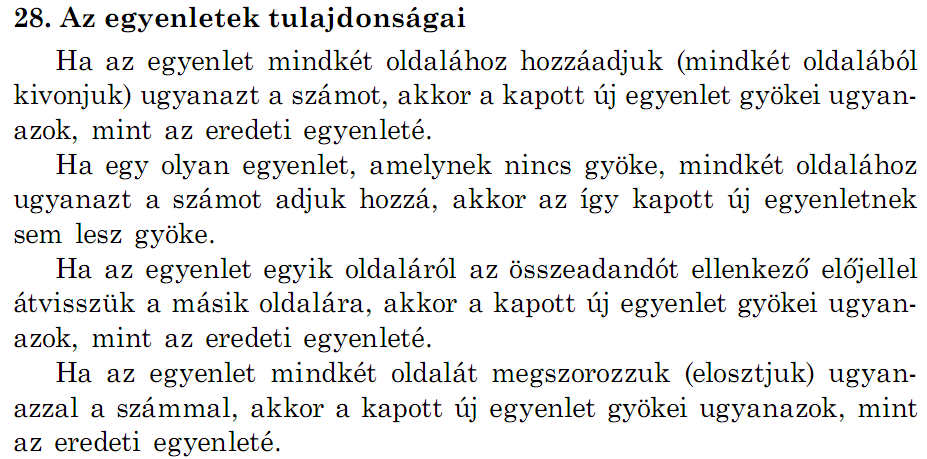 28. Az egyenletek tulajdonságai
Ha az egyenlet mindkét oldalához hozzáadjuk (mindkét oldalából
kivonjuk) ugyanazt a számot, akkor a kapott új egyenlet gyökei ugyan-
azok, mint az eredeti egyenleté.
Ha egy olyan egyenlet, amelynek nincs gyöke, mindkét oldalához
ugyanazt a számot adjuk hozzá, akkor az így kapott új egyenletnek
sem lesz gyöke.
Ha az egyenlet egyik oldaláról az összeadandót ellenkező előjellel
átvisszük a másik oldalára, akkor a kapott új egyenlet gyökei ugyan-
azok, mint az eredeti egyenleté.
Ha az egyenlet mindkét oldalát megszorozzuk (elosztjuk) ugyan-
azzal a számmal, akkor a kapott új egyenlet gyökei ugyanazok, mint
az eredeti egyenleté.